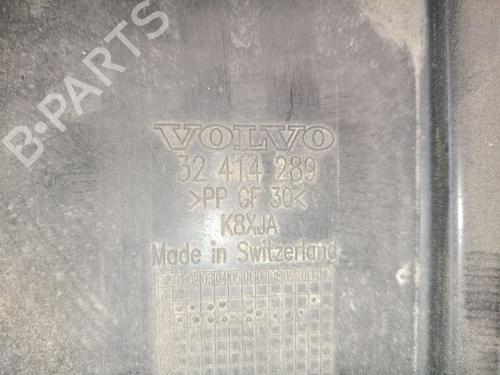 B-PARTS
VOLVO
32 414 289
>PP GF 30<
K8XJA
Made in Switzerland